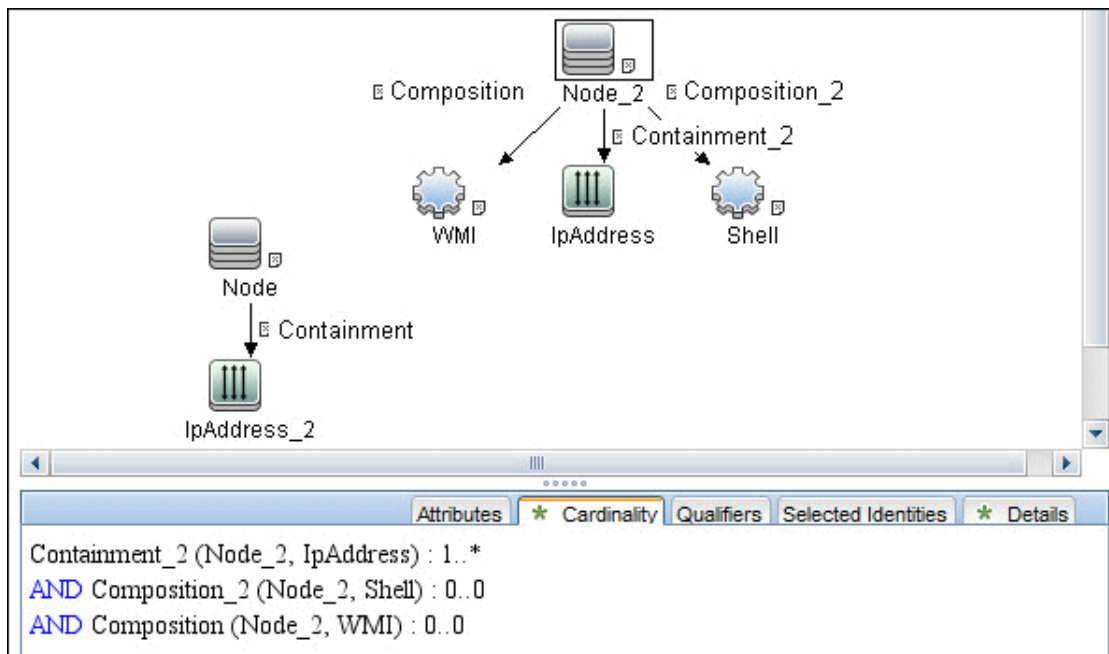 Composition
Node_2
Composition_2
Containment_2
WMI
IpAddress
Shell
Node
Containment
IpAddress_2
Attributes
* Cardinality
Qualifiers
Selected Identities
* Details
Containment_2 (Node_2, IpAddress) : 1..*
AND Composition_2 (Node_2, Shell) : 0..0
AND Composition (Node_2, WMI) : 0..0